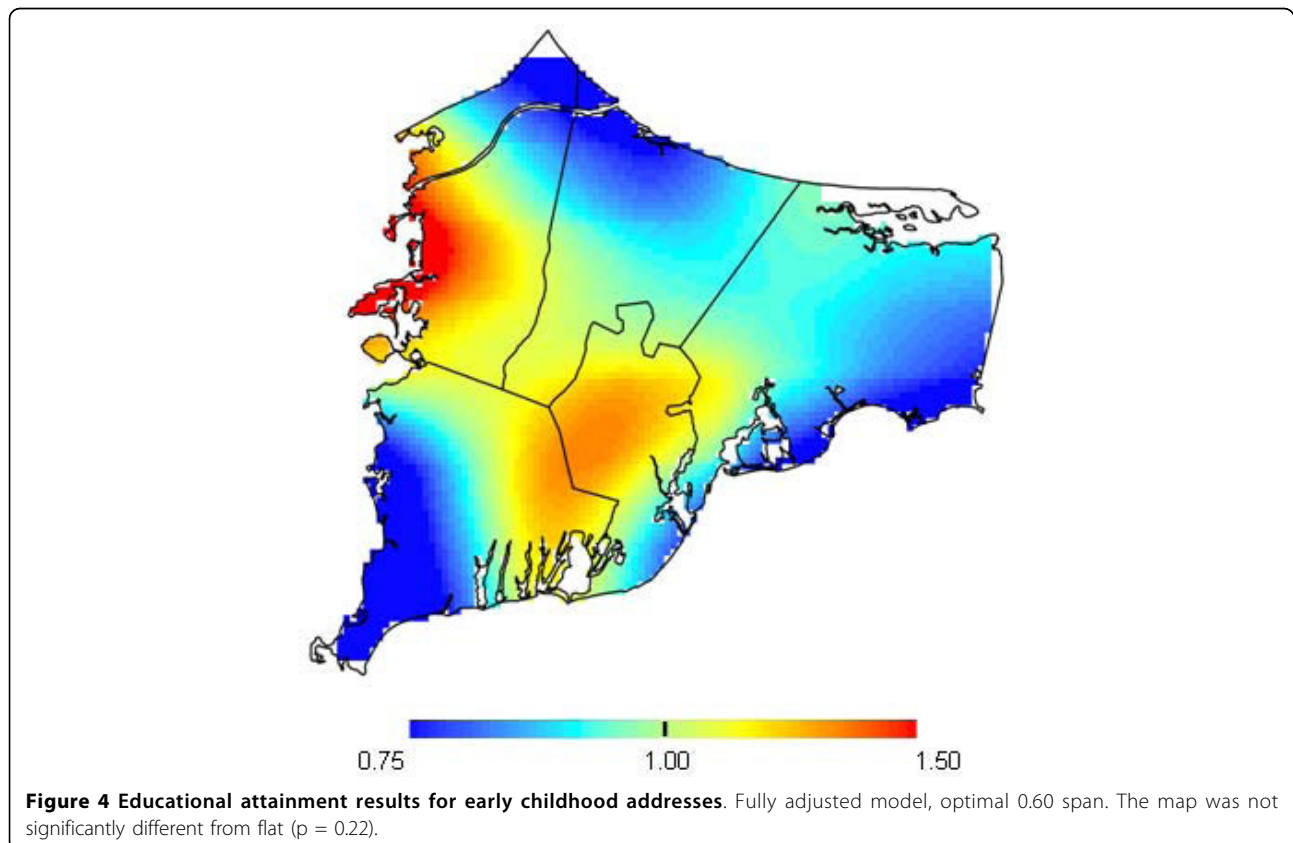 0.75 1.00 1.50
Figure 4 Educational attainment results for early childhood addresses. Fully adjusted model, optimal 0.60 span. The map was not
significantly different from flat (p = 0.22).